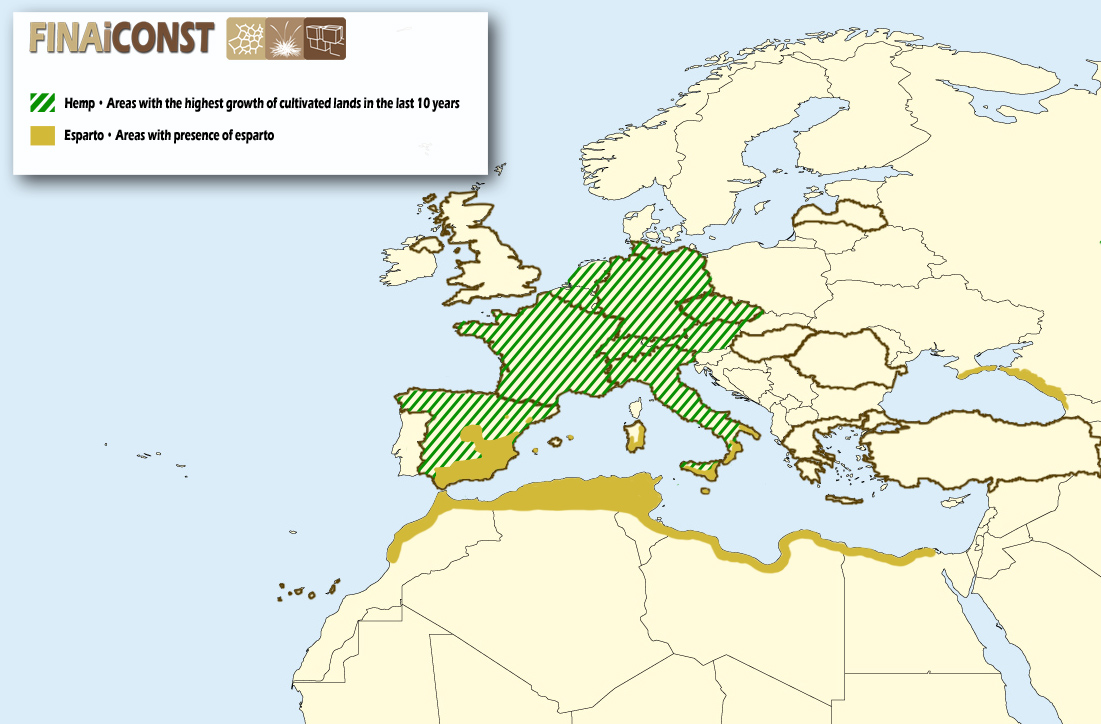 FINAiCONST
Hemp • Areas with the highest growth of cultivated lands in the last 10 years
Esparto • Areas with presence of esparto